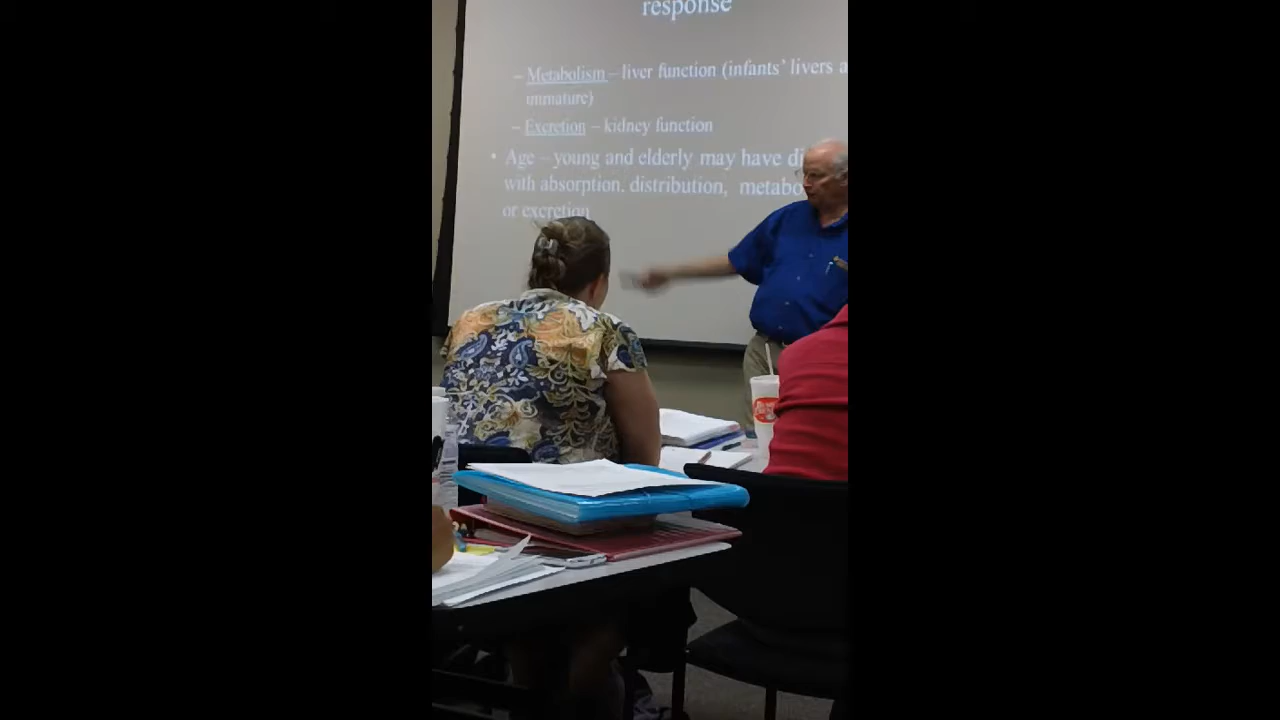 response
– Metabolism – liver function (infants' livers a
immature)
– Excretion – kidney function
• Age – young and elderly may have di
with absorption, distribution, metabo
or excretion